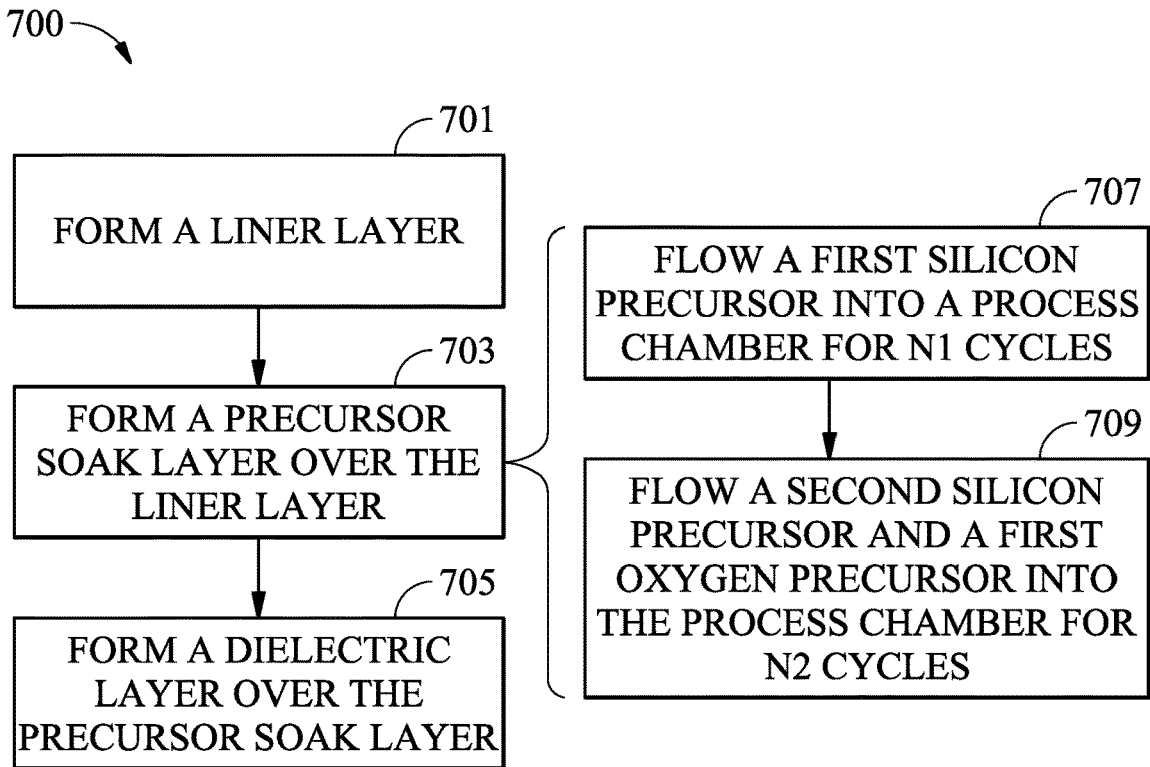 700
701
FORM A LINER LAYER
703
FORM A PRECURSOR
SOAK LAYER OVER THE
LINER LAYER
705
FORM A DIELECTRIC
LAYER OVER THE
PRECURSOR SOAK LAYER
707
FLOW A FIRST SILICON
PRECURSOR INTO A PROCESS
CHAMBER FOR N1 CYCLES
709
FLOW A SECOND SILICON
PRECURSOR AND A FIRST
OXYGEN PRECURSOR INTO
THE PROCESS CHAMBER FOR
N2 CYCLES